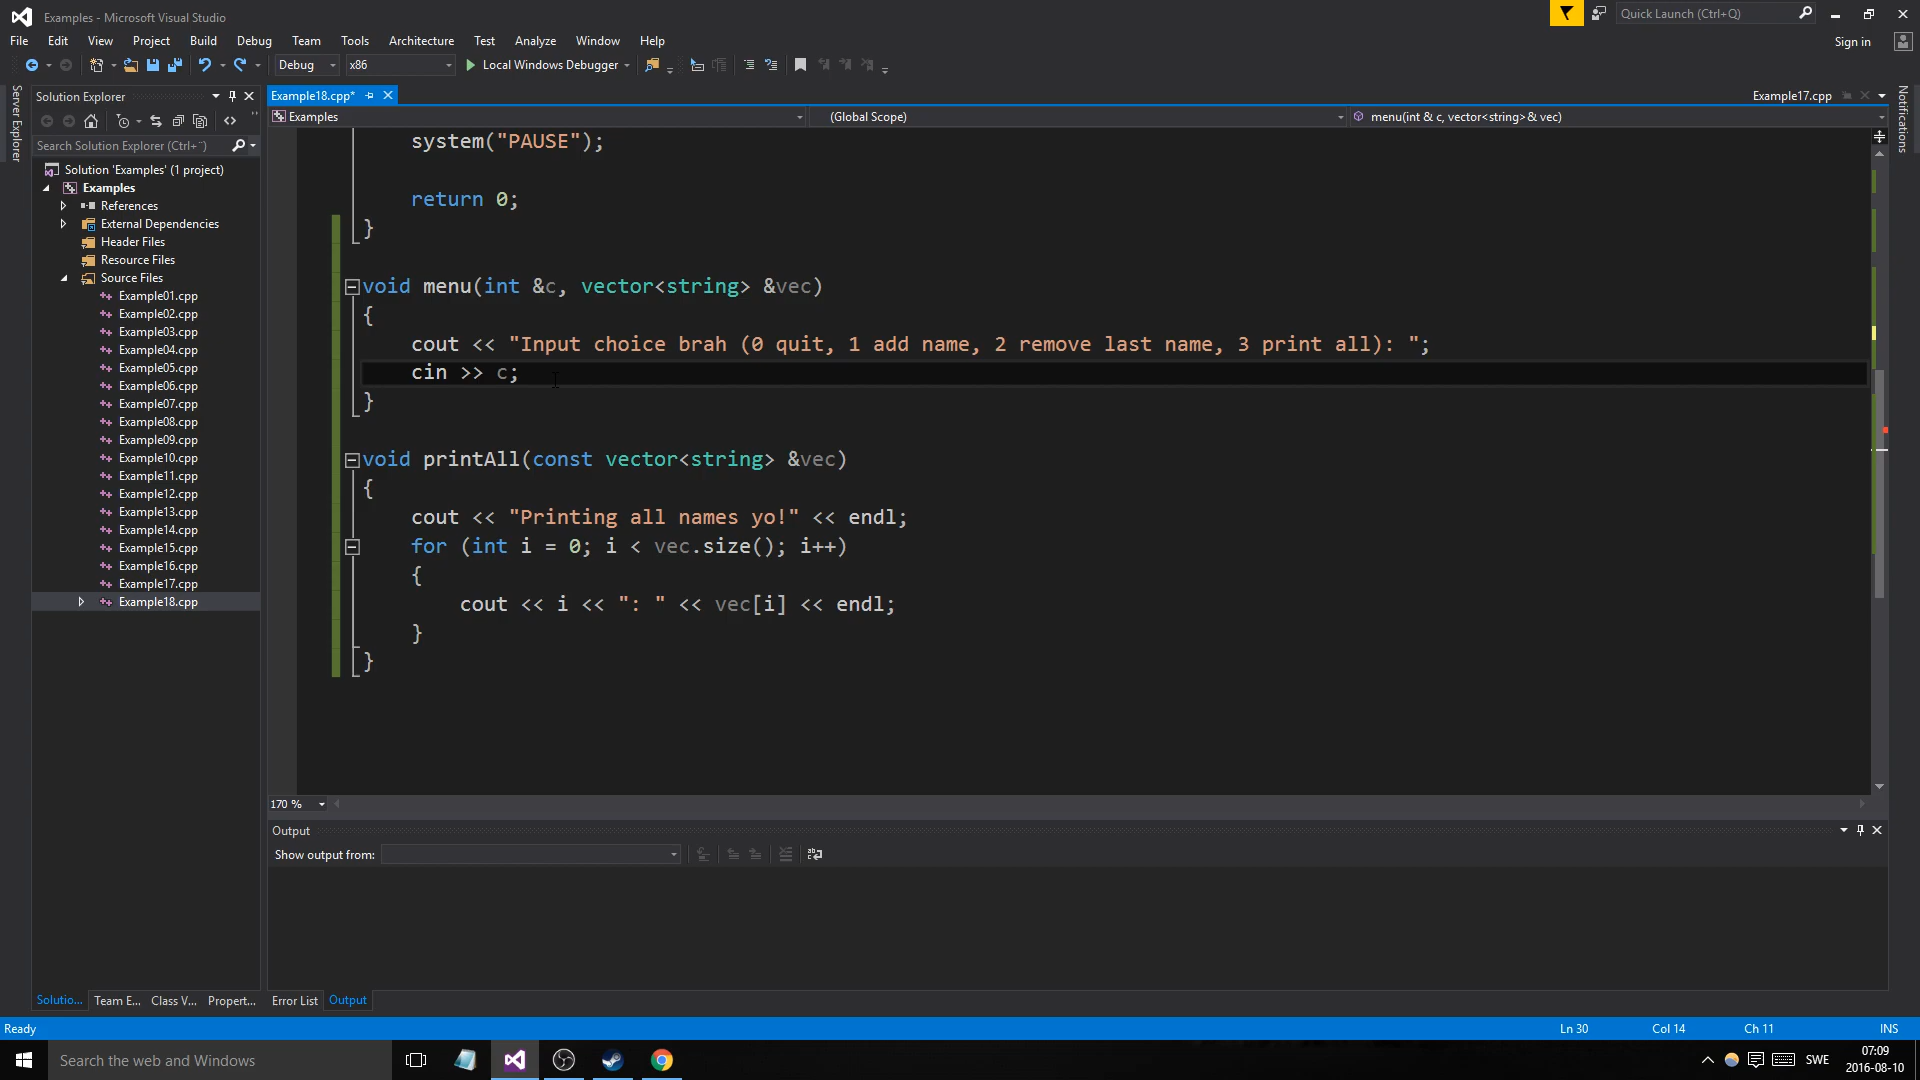 Examples - Microsoft Visual Studio
Quick Launch (Ctrl+Q)
File Edit View Project Build Debug Team Tools Architecture Test Analyze Window Help
Sign in
Debug x86 Local Windows Debugger
Server Explorer
Solution Explorer
Search Solution Explorer (Ctrl+¨)
Solution 'Examples' (1 project)
Examples
References
External Dependencies
Header Files
Resource Files
Source Files
Example01.cpp
Example02.cpp
Example03.cpp
Example04.cpp
Example05.cpp
Example06.cpp
Example07.cpp
Example08.cpp
Example09.cpp
Example10.cpp
Example11.cpp
Example12.cpp
Example13.cpp
Example14.cpp
Example15.cpp
Example16.cpp
Example17.cpp
Example18.cpp
Soluti... Team E... Class V... Propert...
Example18.cpp*
Example17.cpp
Notifications
Examples (Global Scope) menu(int & c, vector<string>& vec)
system("PAUSE");
return 0;
}
void menu(int &c, vector<string> &vec)
{
cout << "Input choice brah (0 quit, 1 add name, 2 remove last name, 3 print all): ";
cin >> c;
}
void printAll(const vector<string> &vec)
{
cout << "Printing all names yo!" << endl;
for (int i = 0; i < vec.size(); i++)
{
cout << i << ": " << vec[i] << endl;
}
}
170 %
Output
Show output from:
Error List Output
Ready
Ln 30 Col 14 Ch 11 INS
Search the web and Windows
SWE
07:09
2016-08-10